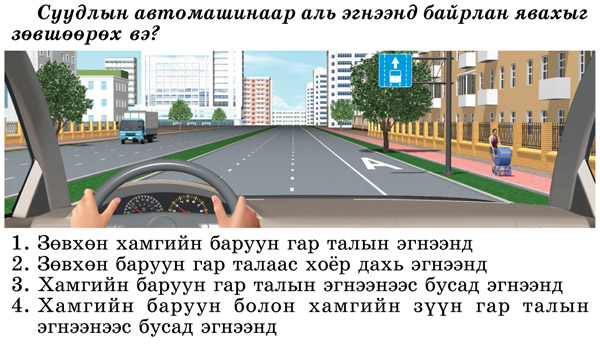 Суудлын автомашинаар аль эгнээнд байрлан явахыг
зөвшөөрөх вэ?
A
1. Зөвхөн хамгийн баруун гар талын эгнээнд
2. Зөвхөн баруун гар талаас хоёр дахь эгнээнд
3. Хамгийн баруун гар талын эгнээнээс бусад эгнээнд
4. Хамгийн баруун болон хамгийн зүүн гар талын
эгнээнээс бусад эгнээнд